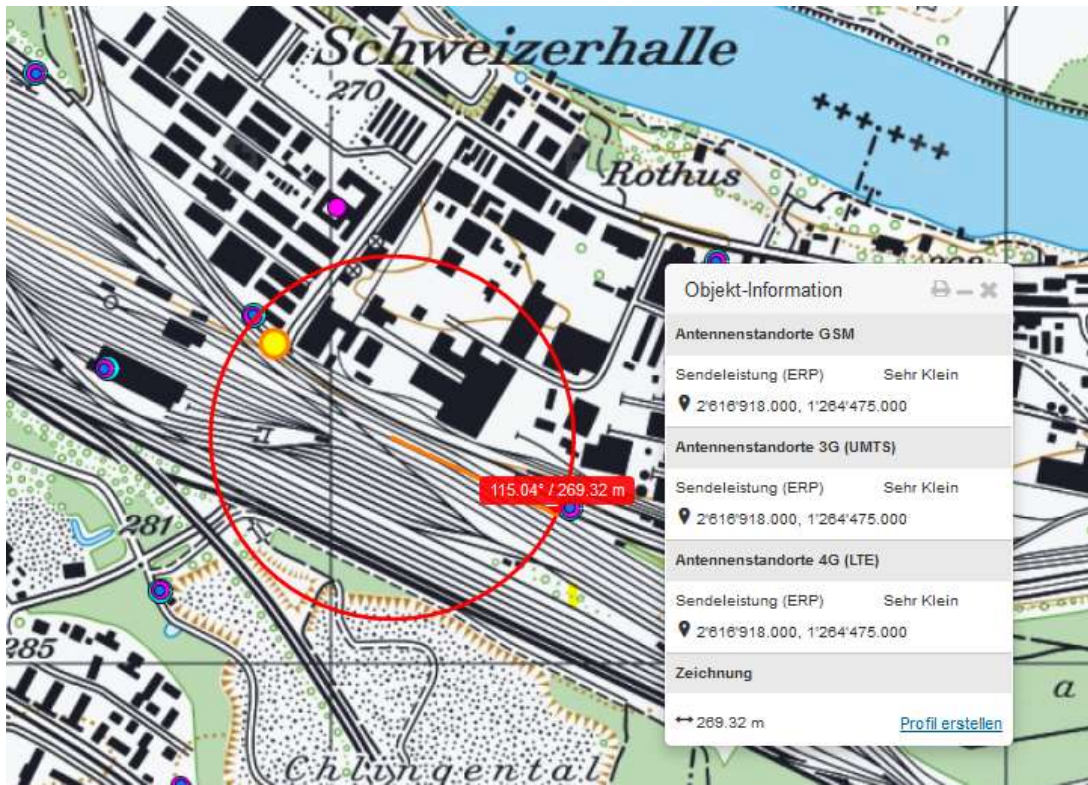 Schweizerhalle
270
Rothus
Objekt-Information
Antennenstandorte GSM
Sendeleistung (ERP) Sehr Klein
2'616'918.000, 1'264'475.000
Antennenstandorte 3G (UMTS)
Sendeleistung (ERP) Sehr Klein
2'616'918.000, 1'264'475.000
115.04° / 269.32 m
281
Antennenstandorte 4G (LTE)
Sendeleistung (ERP) Sehr Klein
2'616'918.000, 1'264'475.000
285
Zeichnung
a
269.32 m Profil erstellen
Chlingental